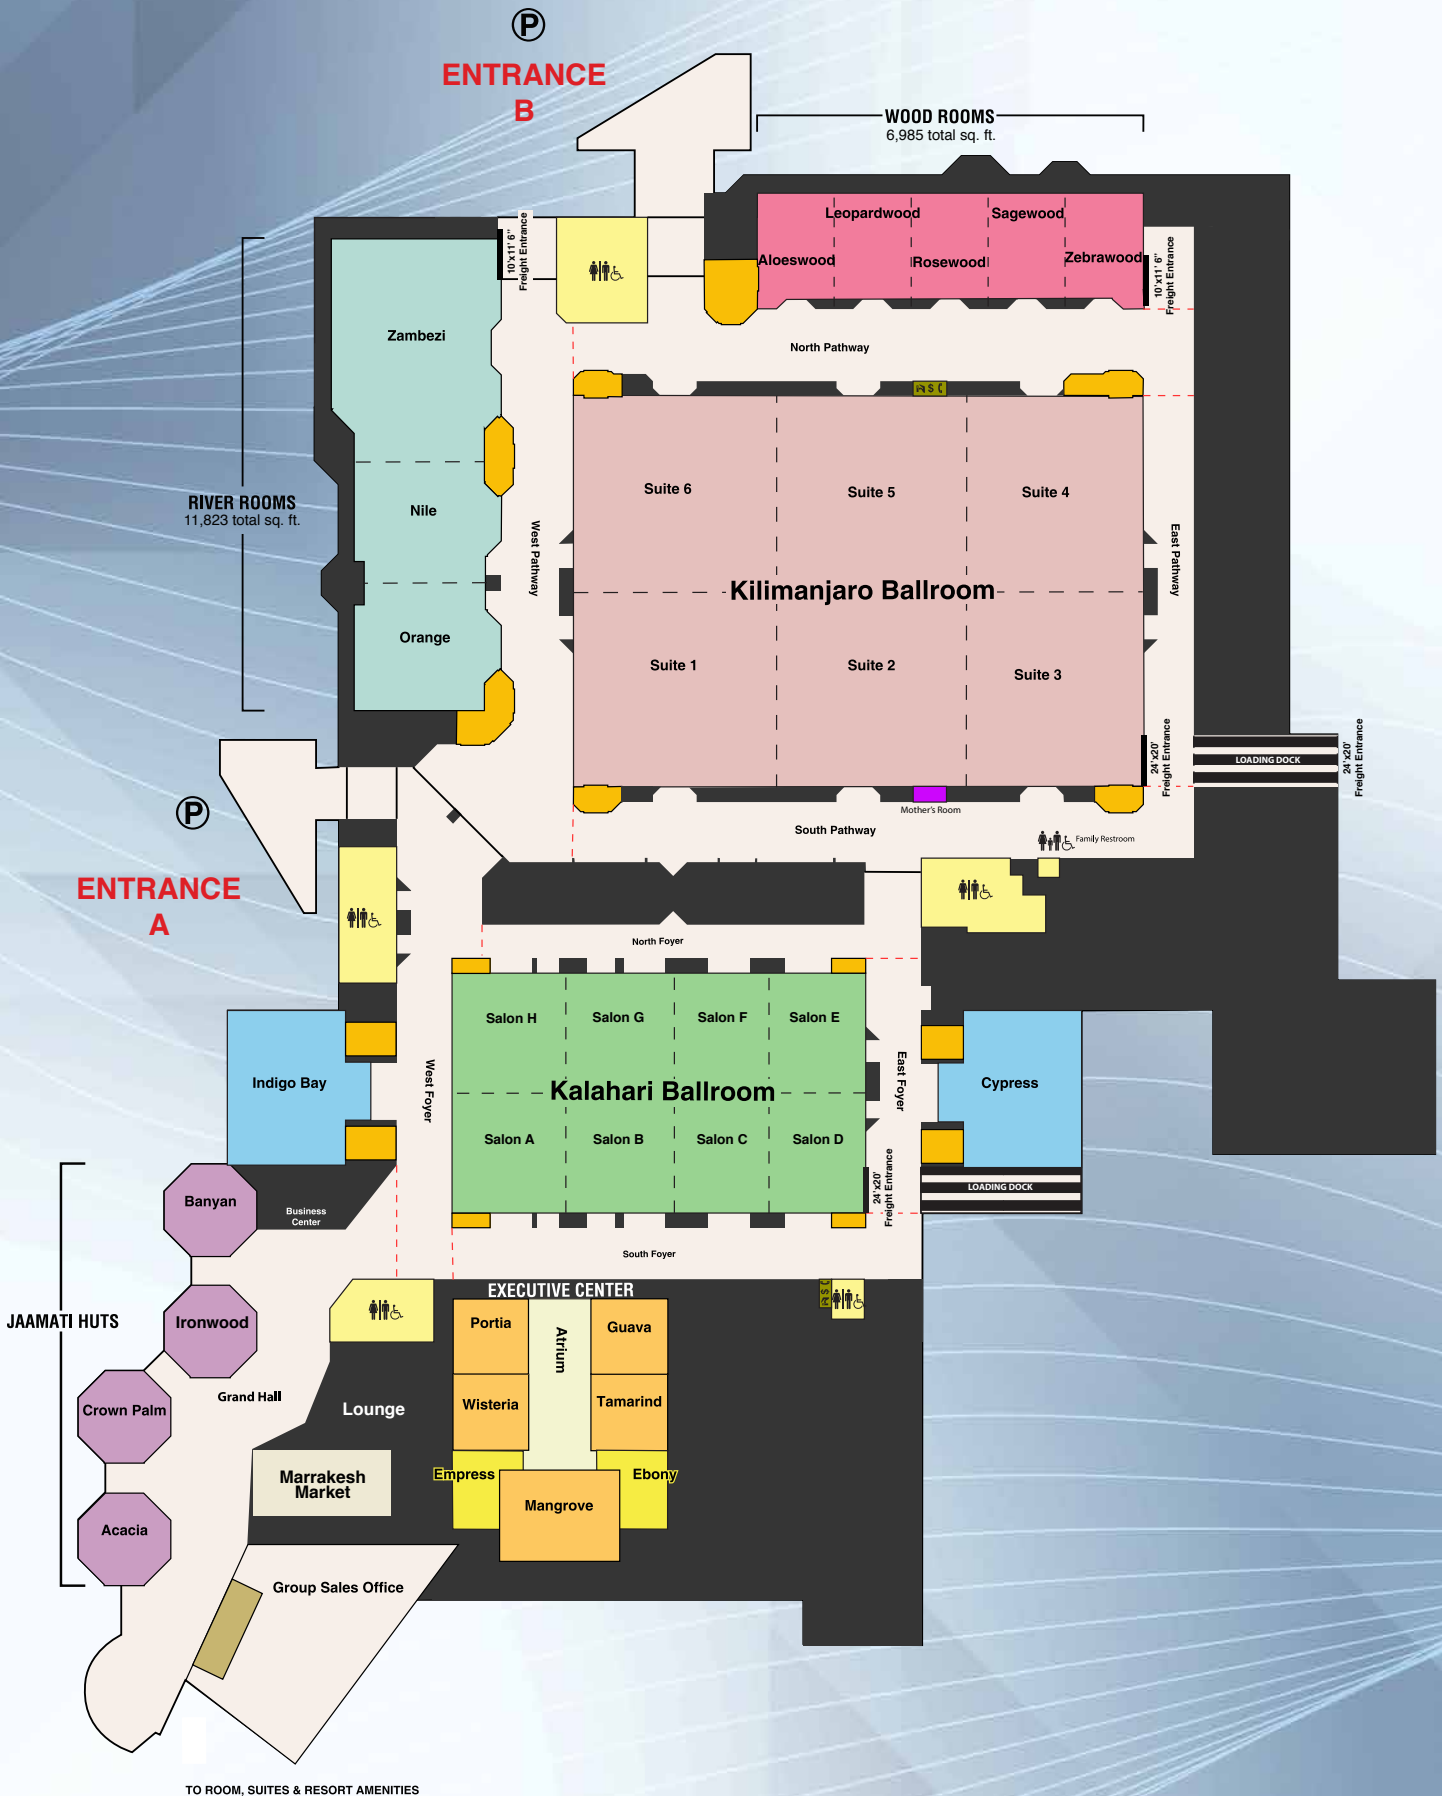 P
ENTRANCE
B
WOOD ROOMS
6,985 total sq. ft.
Leopardwood
Sagewood
Aloeswood
Rosewood
Zebrawood
10'x11' 6"
Freight Entrance
10'x11' 6"
Freight Entrance
Zambezi
North Pathway
RIVER ROOMS
11,823 total sq. ft.
Nile
Orange
West Pathway
Suite 6
Suite 5
Suite 4
Kilimanjaro Ballroom
East Pathway
Suite 1
Suite 2
Suite 3
24'x20'
Freight Entrance
LOADING DOCK
24'x20'
Freight Entrance
Mother's Room
South Pathway
Family Restroom
P
ENTRANCE
A
North Foyer
Salon H
Salon G
Salon F
Salon E
Indigo Bay
West Foyer
Kalahari Ballroom
East Foyer
Cypress
Salon A
Salon B
Salon C
Salon D
24'x20'
Freight Entrance
LOADING DOCK
Banyan
Business
Center
South Foyer
JAAMATI HUTS
Ironwood
EXECUTIVE CENTER
Portia
Atrium
Guava
Crown Palm
Grand Hall
Lounge
Wisteria
Tamarind
Marrakesh
Market
Empress
Ebony
Mangrove
Acacia
Group Sales Office
TO ROOM, SUITES & RESORT AMENITIES